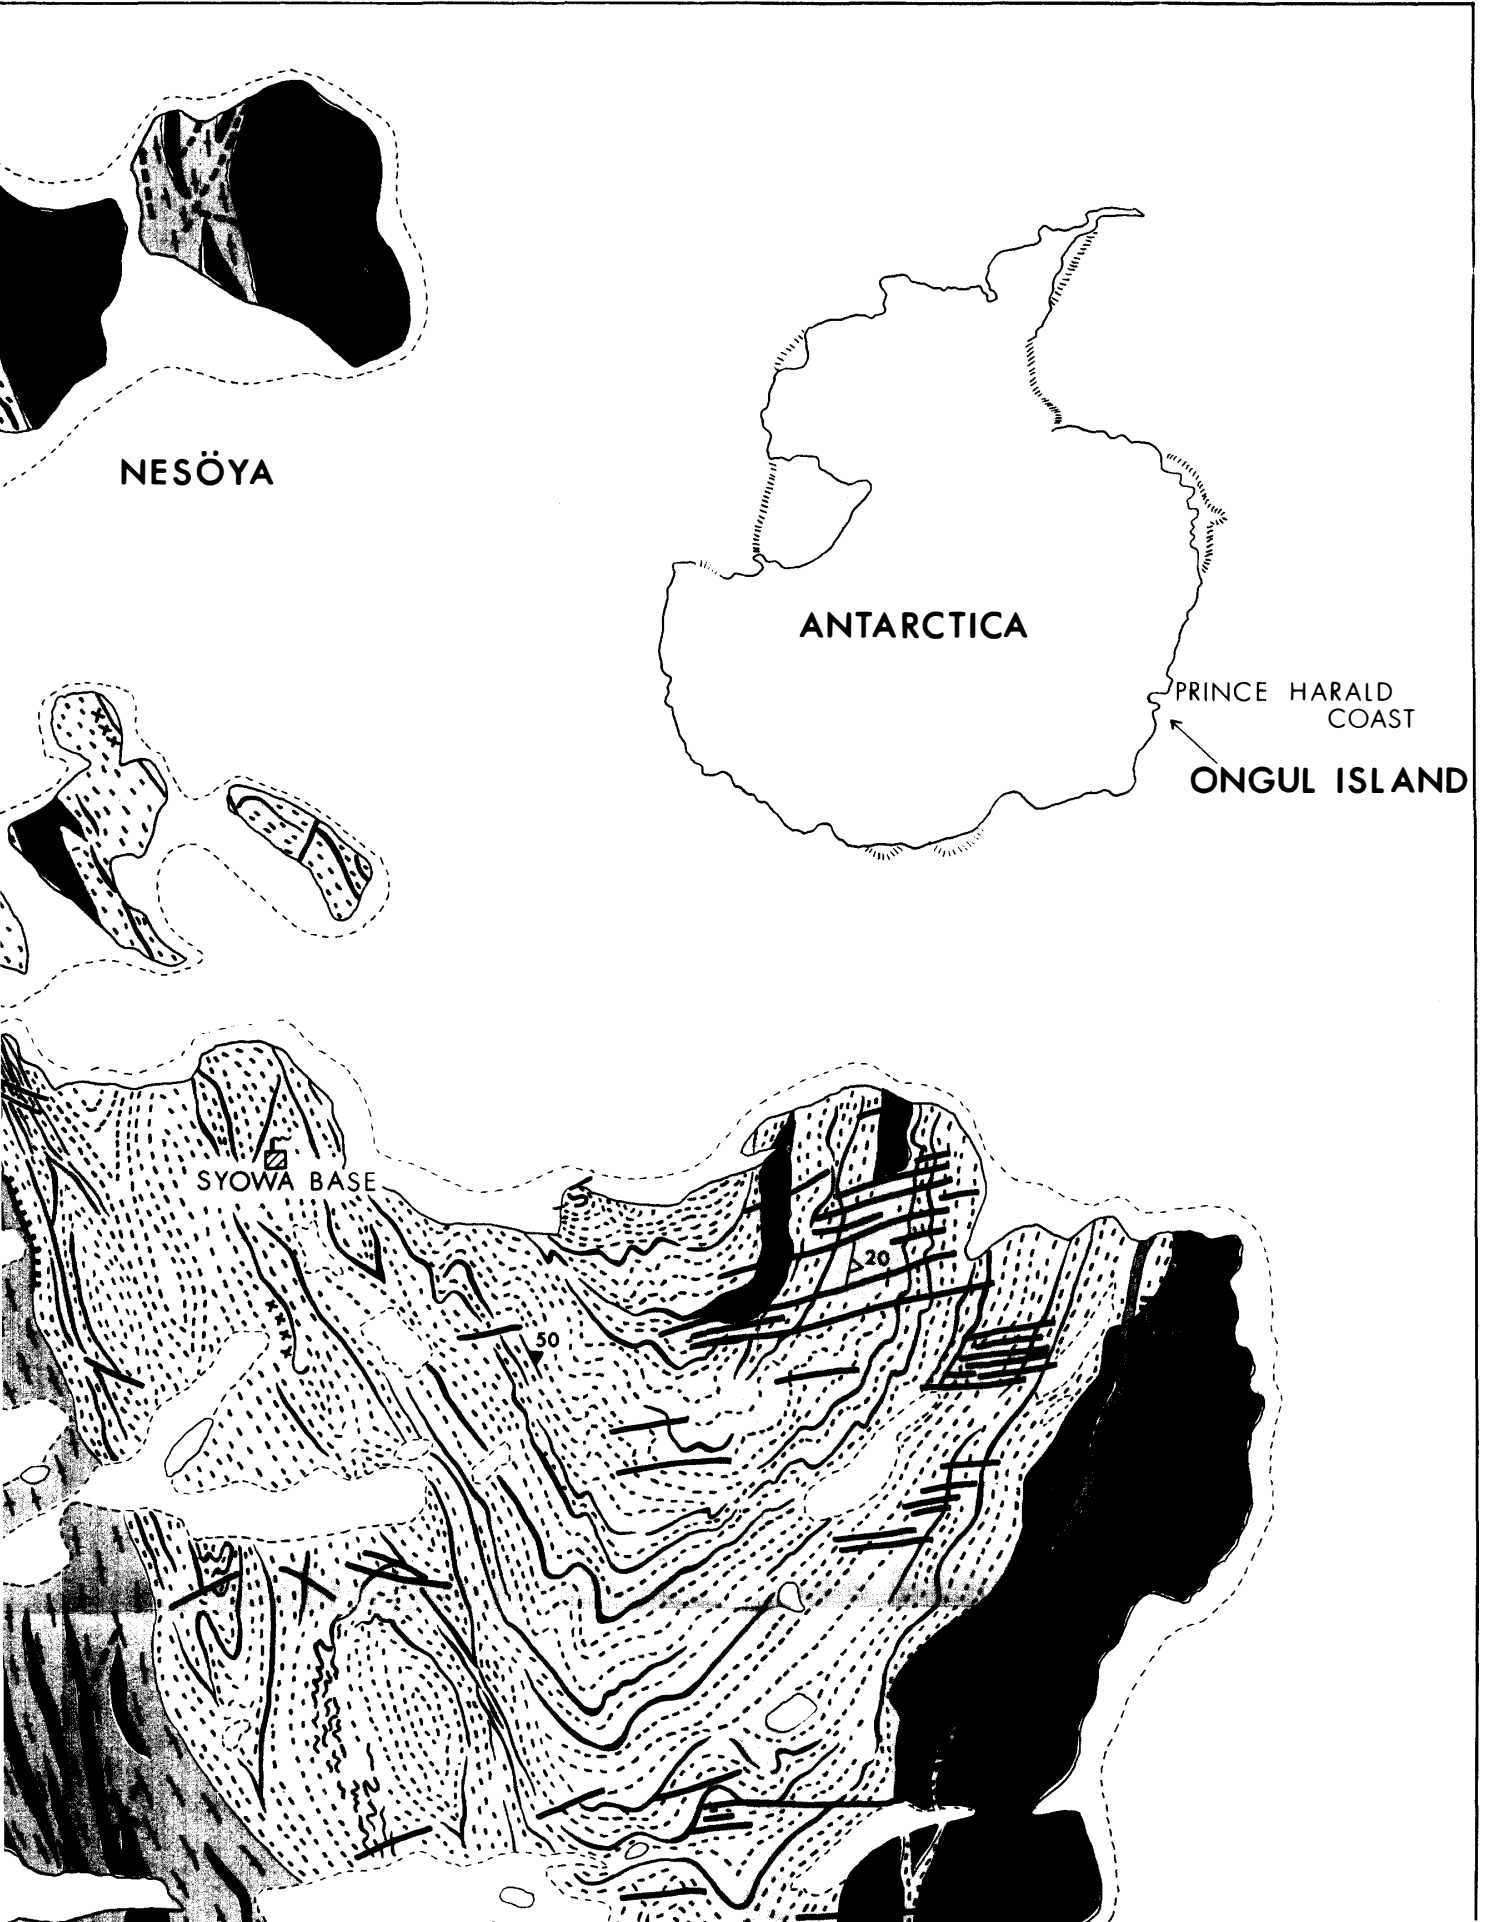 NESÖYA
ANTARCTICA
PRINCE HARALD
COAST
ONGUL ISLAND
SYOWA BASE
20
50